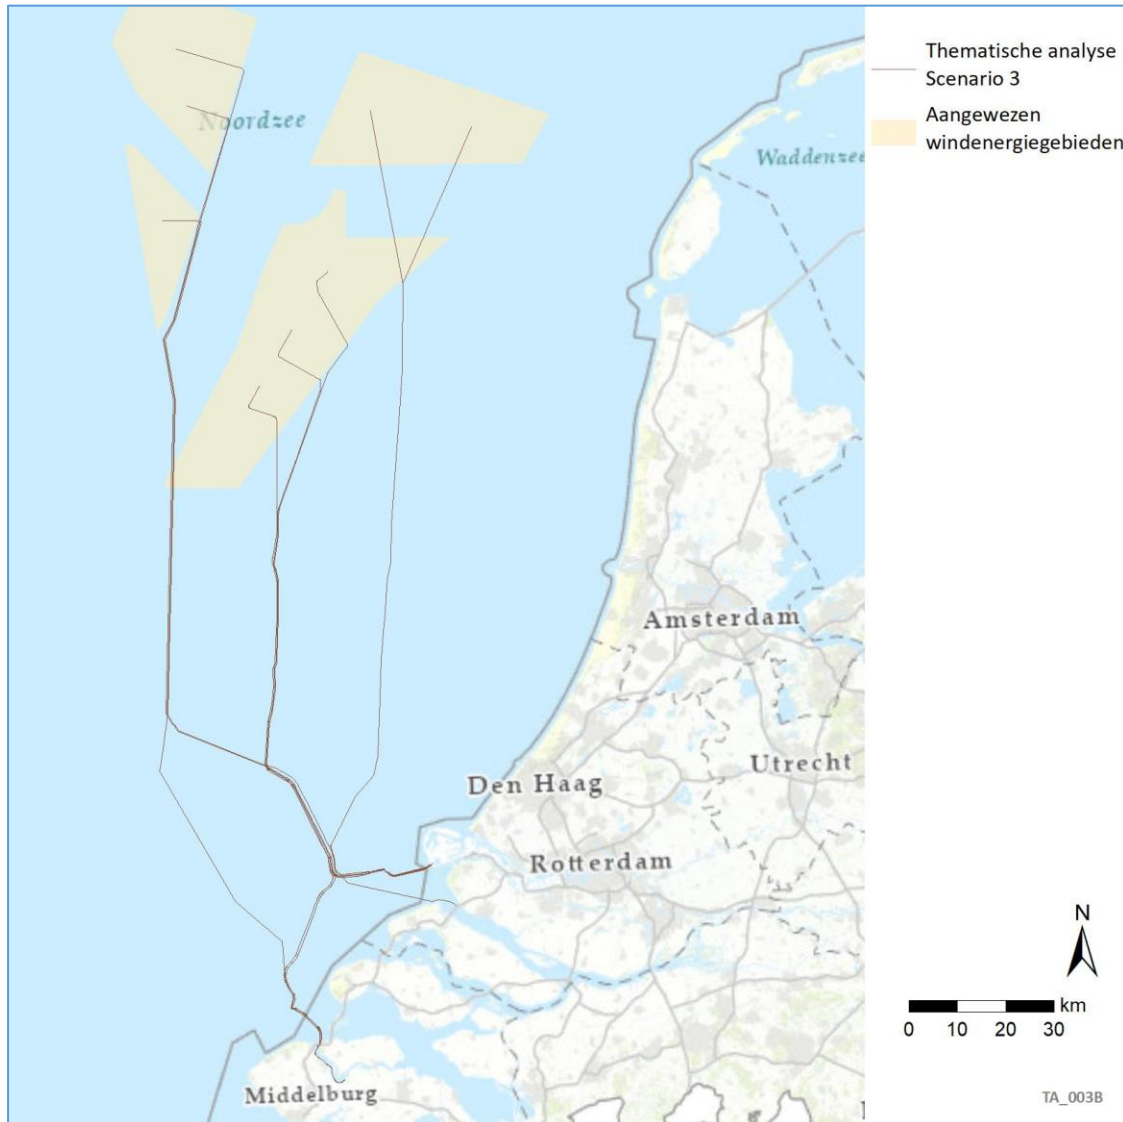 Thematische analyse
Scenario 3
Aangewezen
windenergiegebieden
Noordzee
Waddenzee
Amsterdam
Utrecht
Den Haag
Rotterdam
Middelburg
N
km
0 10 20 30
TA_003B